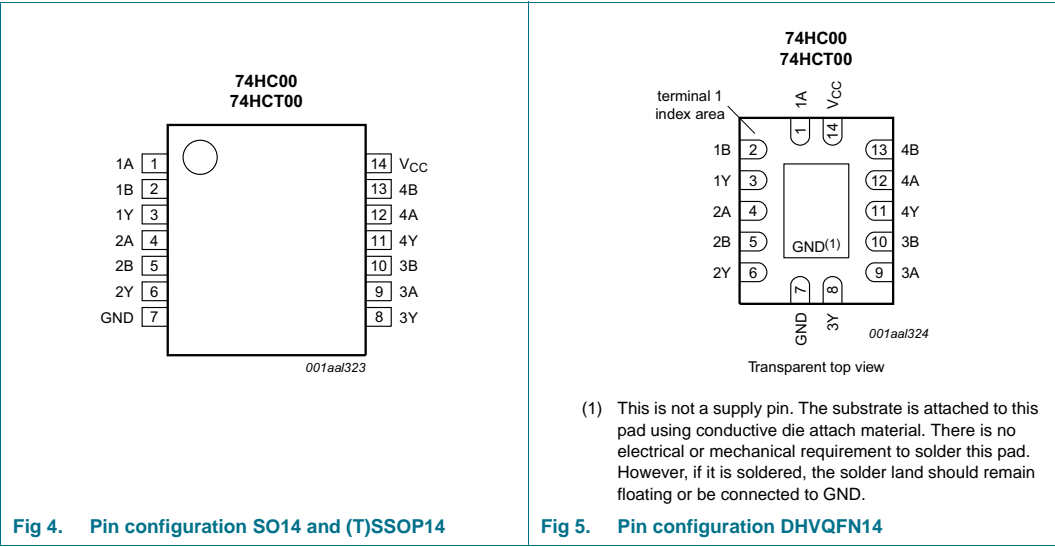 74HC00
74HCT00
1A 1
1B 2
1Y 3
2A 4
2B 5
2Y 6
GND 7
14 VCC
13 4B
12 4A
11 4Y
10 3B
9 3A
8 3Y
001aal323
Fig 4. Pin configuration SO14 and (T)SSOP14
74HC00
74HCT00
terminal 1
index area
1A
VCC
1
14
1B 2
1Y 3
2A 4
2B 5
2Y 6
13 4B
12 4A
11 4Y
10 3B
9 3A
GND(1)
7
8
GND
3Y
001aal324
Transparent top view
(1) This is not a supply pin. The substrate is attached to this
pad using conductive die attach material. There is no
electrical or mechanical requirement to solder this pad.
However, if it is soldered, the solder land should remain
floating or be connected to GND.
Fig 5. Pin configuration DHVQFN14